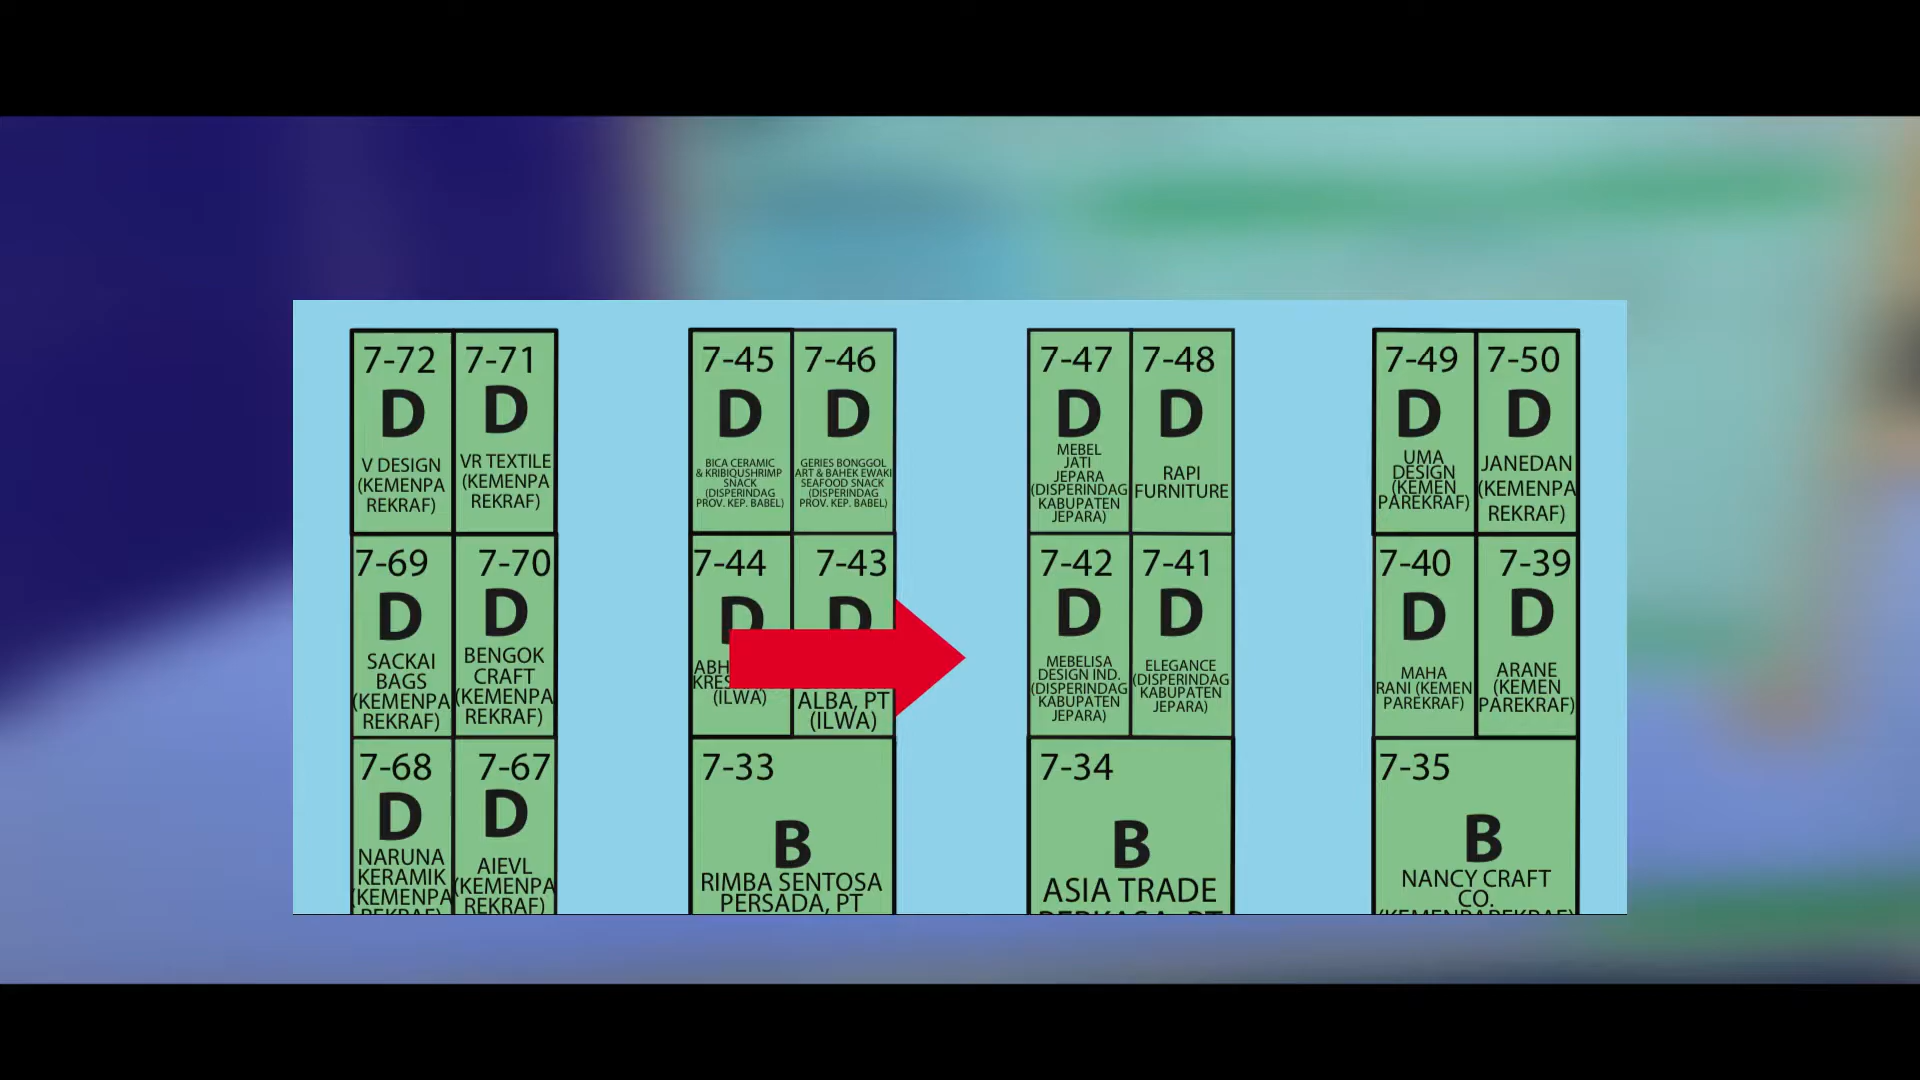 7-72
D
V DESIGN
(KEMENPA
REKRAF)
7-71
D
VR TEXTILE
(KEMENPA
REKRAF)
7-45
D
BICA CERAMIC
& KRIBIQUSHRIMP
SNACK
(DISPERINDAG
PROV. KEP. BABEL)
7-46
D
GERIES BONGGOL
ART & BAHEK EWAKI
SEAFOOD SNACK
(DISPERINDAG
PROV. KEP. BABEL)
7-47
D
MEBEL
JATI
JEPARA
(DISPERINDAG
KABUPATEN
JEPARA)
7-48
D
RAPI
FURNITURE
7-49
D
UMA
DESIGN
(KEMEN
PAREKRAF)
7-50
D
JANEDAN
(KEMENPA
REKRAF)
7-69
D
SACKAI
BAGS
(KEMENPA
REKRAF)
7-70
D
BENGOK
CRAFT
(KEMENPA
REKRAF)
7-44
D
(ILWA)
7-43
D
ALBA, PT
(ILWA)
7-42
D
MEBELISA
DESIGN IND.
(DISPERINDAG
KABUPATEN
JEPARA)
7-41
D
ELEGANCE
(DISPERINDAG
KABUPATEN
JEPARA)
7-40
D
MAHA
RANI (KEMEN
PAREKRAF)
7-39
D
ARANE
(KEMEN
PAREKRAF)
7-68
D
NARUNA
KERAMIK
(KEMENPA
REKRAF)
7-67
D
AIEVL
(KEMENPA
REKRAF)
7-33
B
RIMBA SENTOSA
PERSADA, PT
7-34
B
ASIA TRADE
PERKASA, PT
7-35
B
NANCY CRAFT
CO.
(KEMENPAREKRAF)